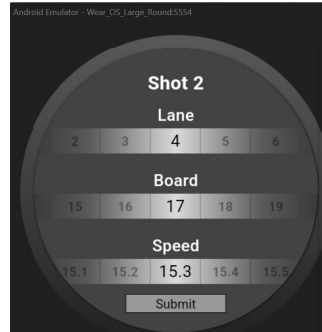 Android Emulator - Wear_OS_Large_Round:5554
Shot 2
Lane
2 3 4 5 6
Board
15 16 17 18 19
Speed
15.1 15.2 15.3 15.4 15.5
Submit